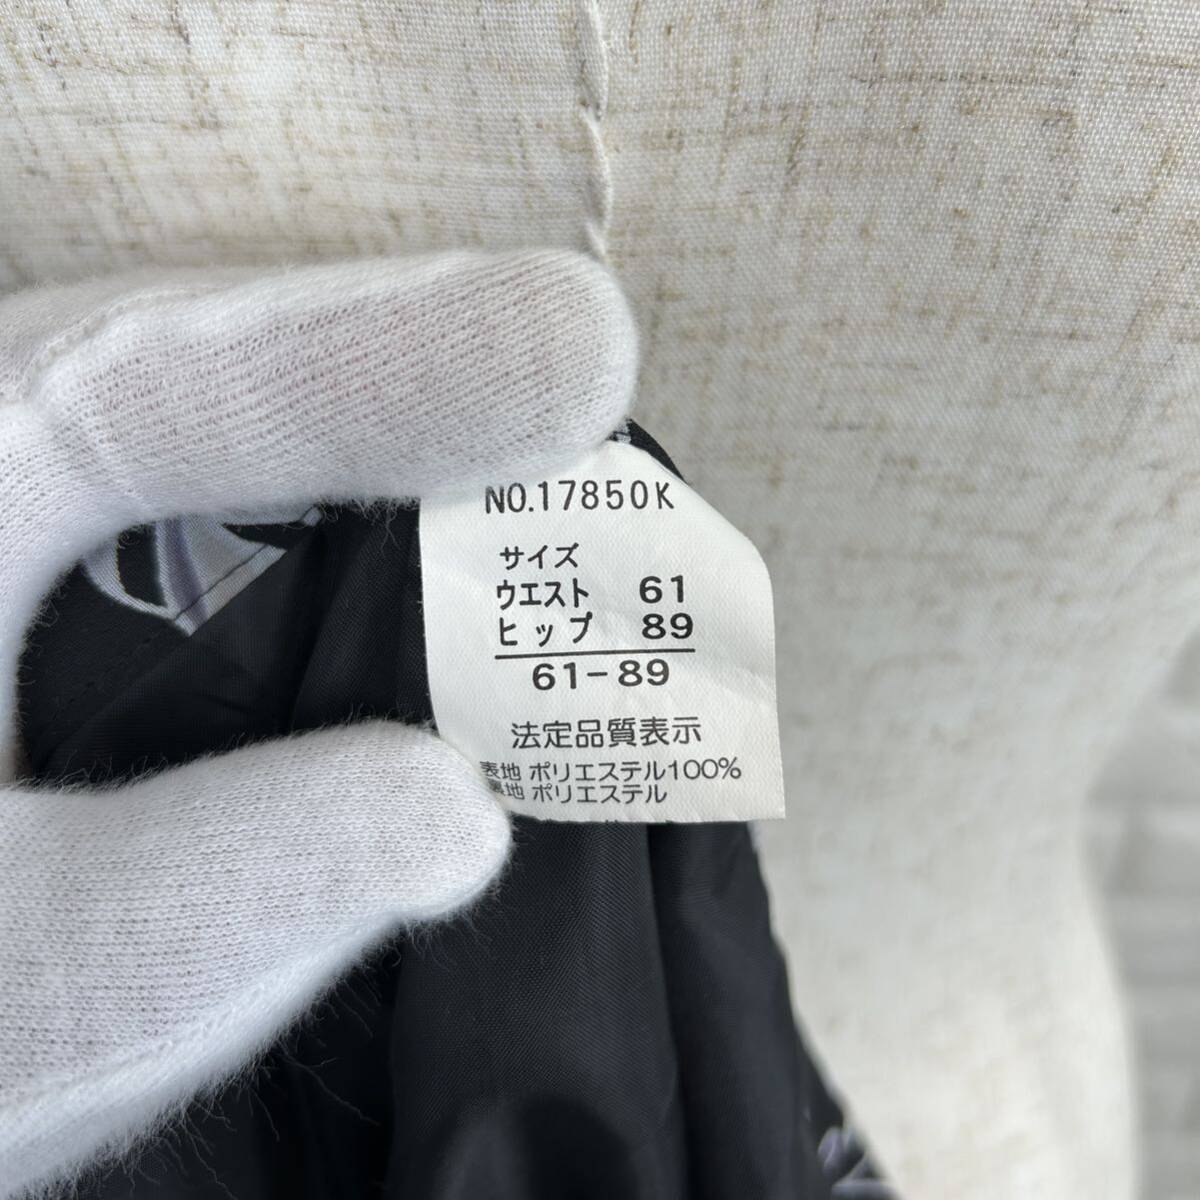 NO.17850K
サイズ
ウエスト 61
ヒップ 89
61-89
法定品質表示
表地 ポリエステル100%
裏地 ポリエステル